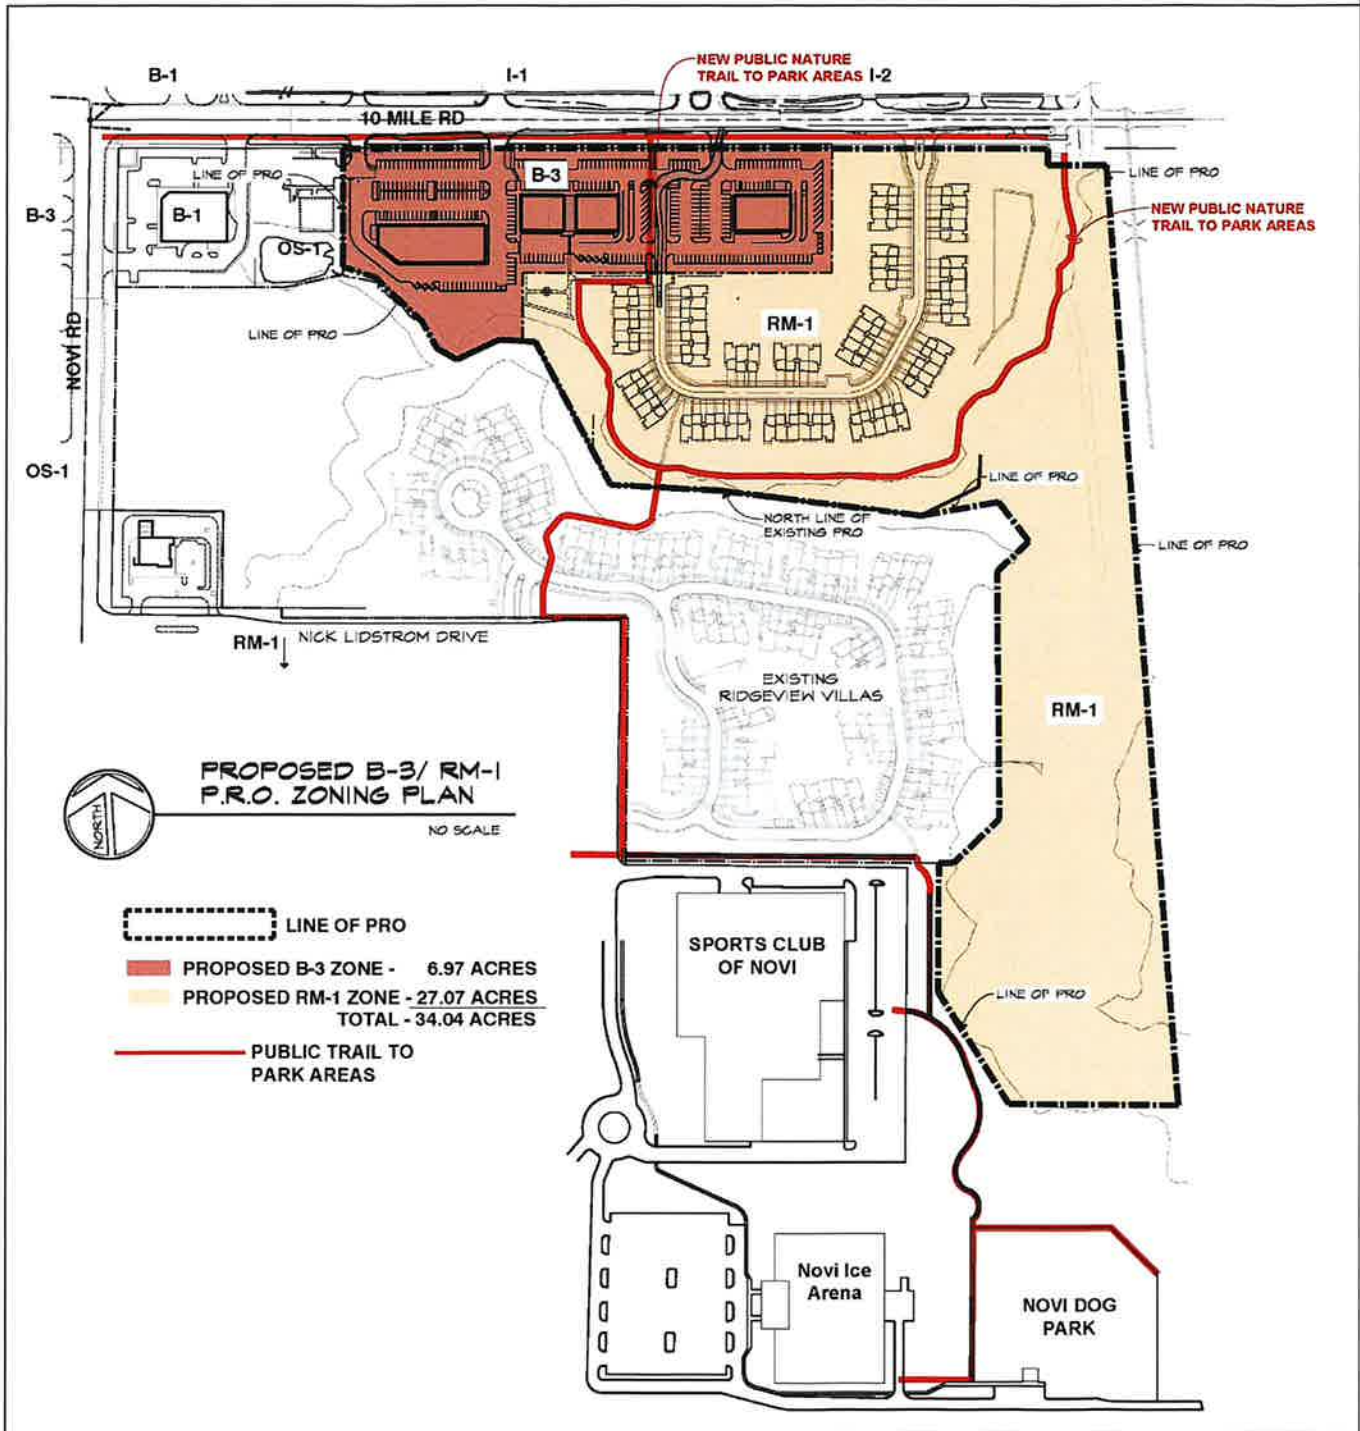 NEW PUBLIC NATURE
TRAIL TO PARK AREAS
B-1
I-1
I-2
10 MILE RD
LINE OF PRO
B-3
LINE OF PRO
B-1
B-3
NEW PUBLIC NATURE
TRAIL TO PARK AREAS
OS-1
LINE OF PRO
RM-1
NOVI RD
OS-1
LINE OF PRO
NORTH LINE OF
EXISTING PRO
LINE OF PRO
RM-1
NICK LIDSTROM DRIVE
EXISTING
RIDGEVIEW VILLAS
RM-1
PROPOSED B-3/ RM-1
P.R.O. ZONING PLAN
NORTH
NO SCALE
LINE OF PRO
PROPOSED B-3 ZONE - 6.97 ACRES
PROPOSED RM-1 ZONE - 27.07 ACRES
TOTAL - 34.04 ACRES
PUBLIC TRAIL TO
PARK AREAS
SPORTS CLUB
OF NOVI
LINE OF PRO
Novi Ice
Arena
NOVI DOG
PARK